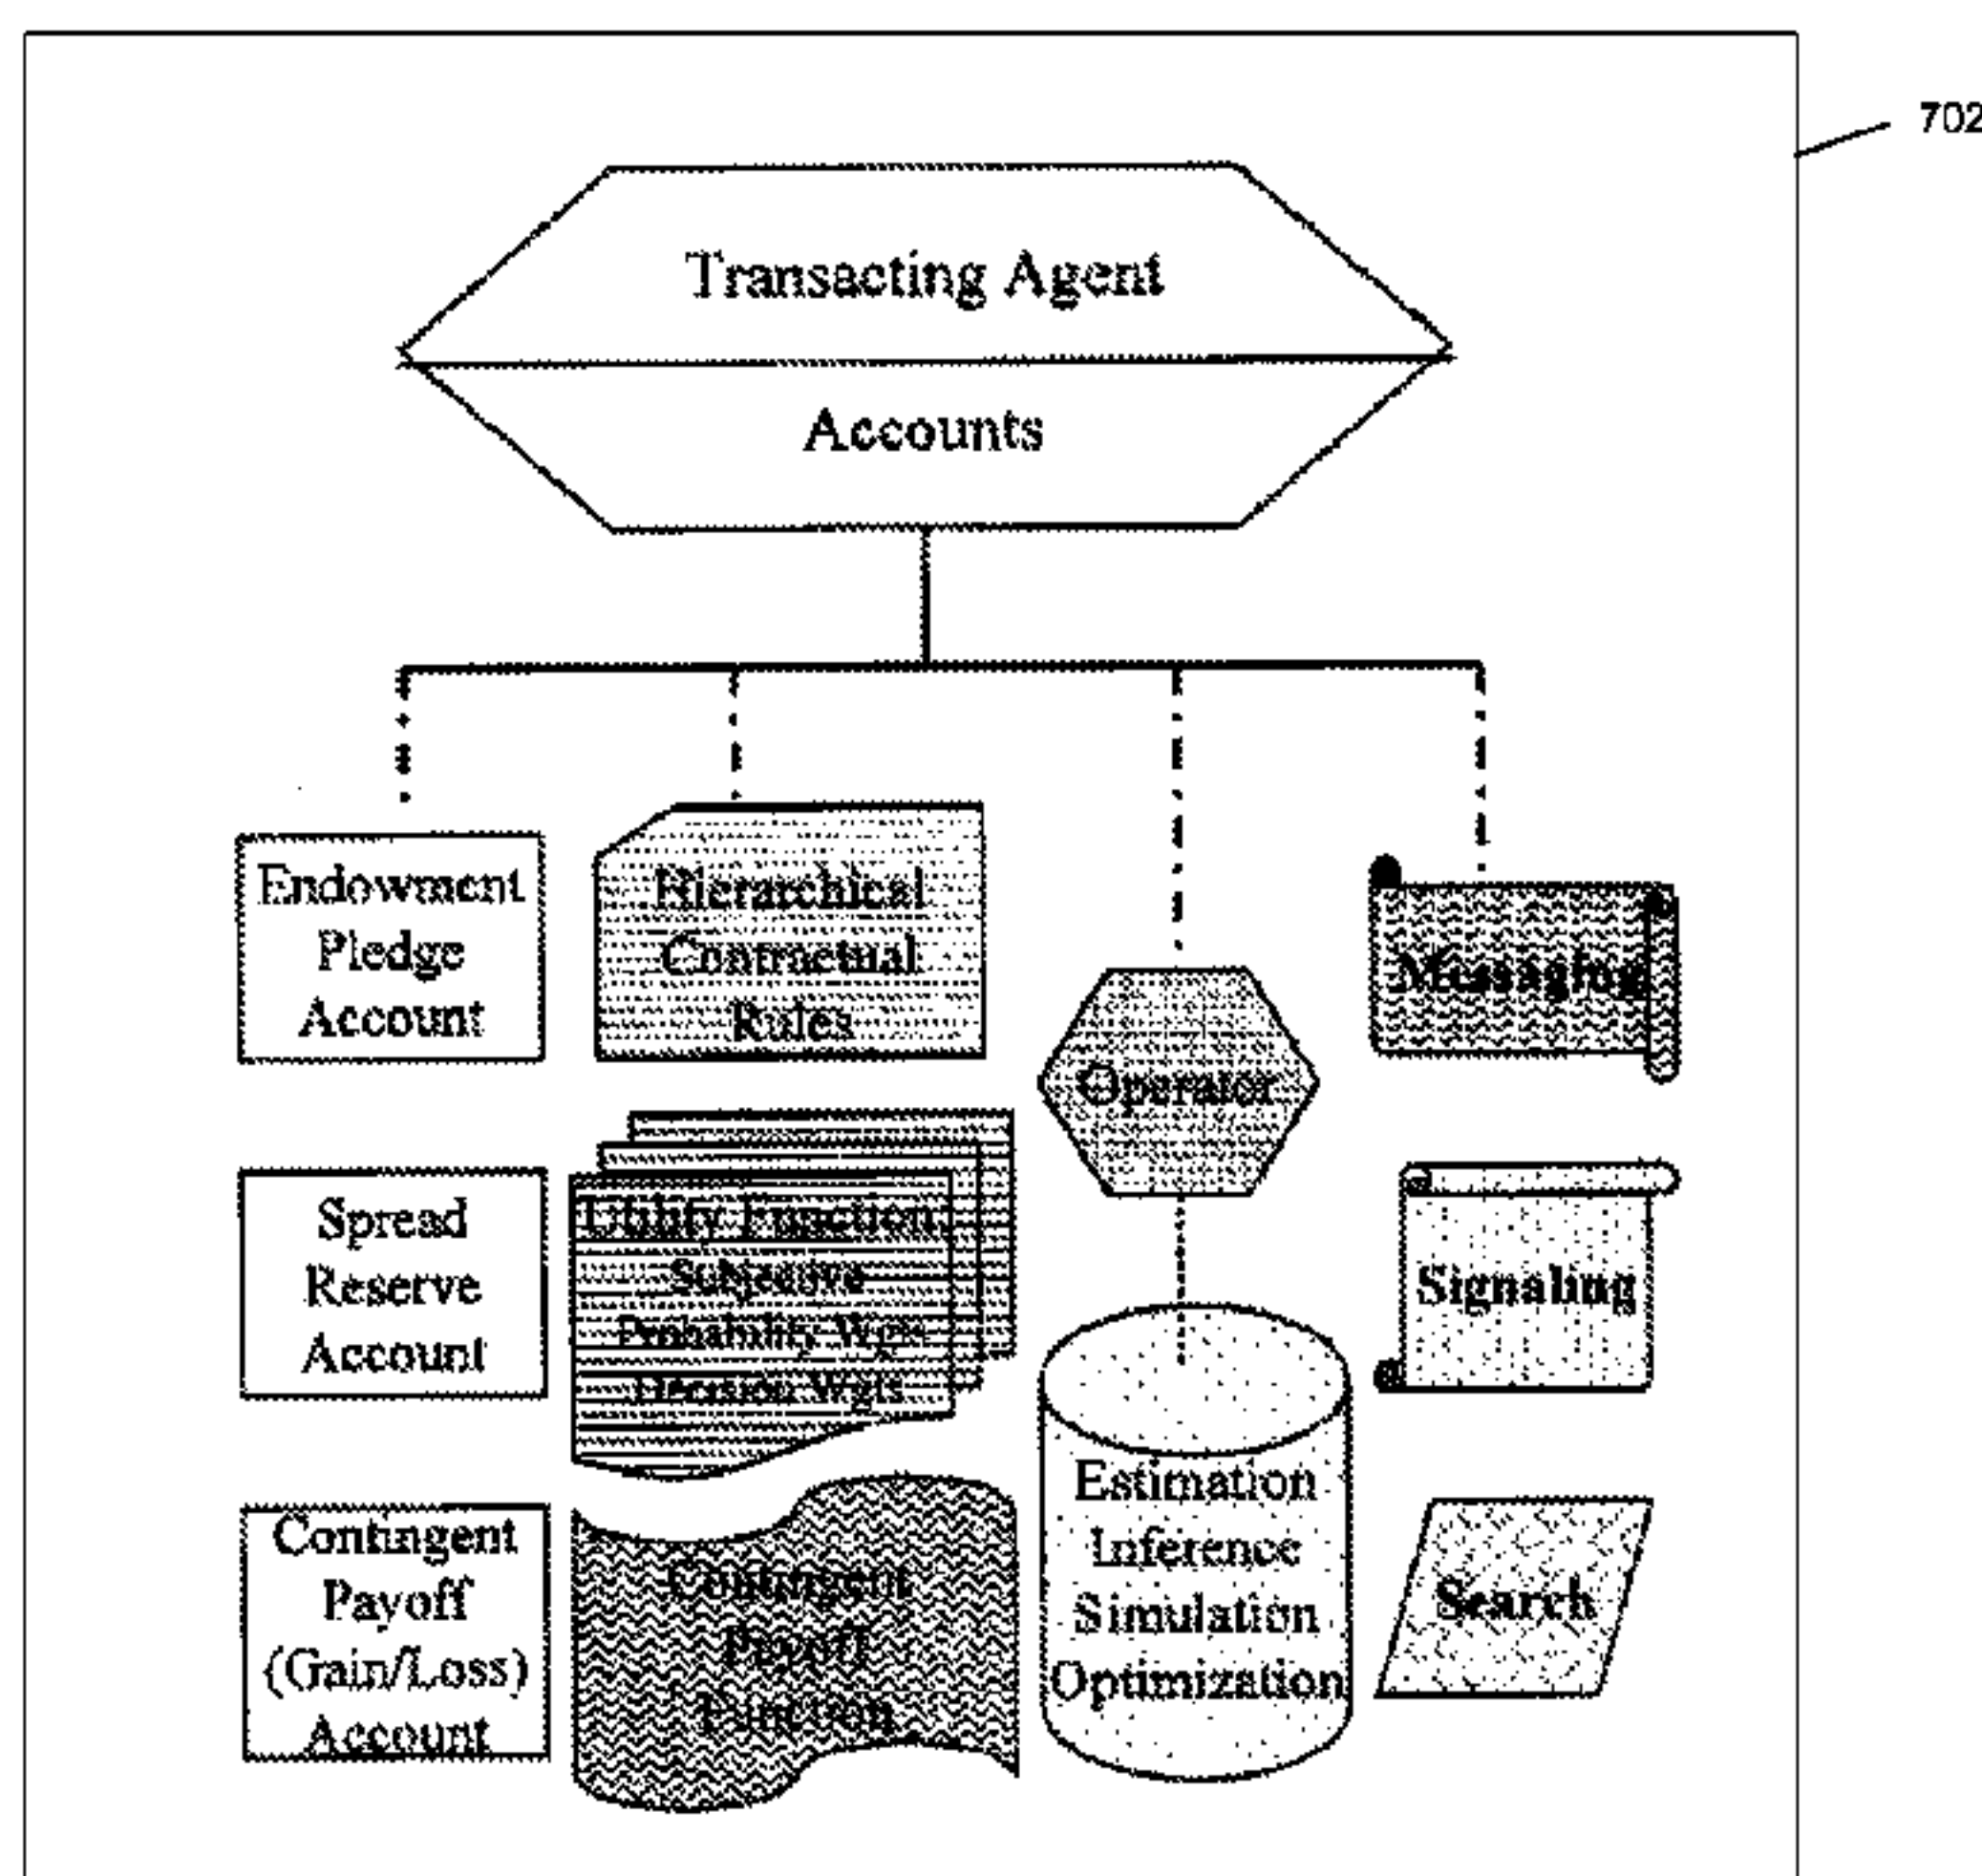 702
Transacting Agent
Accounts
Endowment
Pledge
Account
Hierarchical
Contractual
Rules
Operator
Messaging
Spread
Reserve
Account
Utility Function
Subjective
Probability Wgts
Decision Wgts
Signaling
Contingent
Payoff
(Gain/Loss)
Account
Contingent
Payoff
Function
Estimation
Inference
Simulation
Optimization
Search